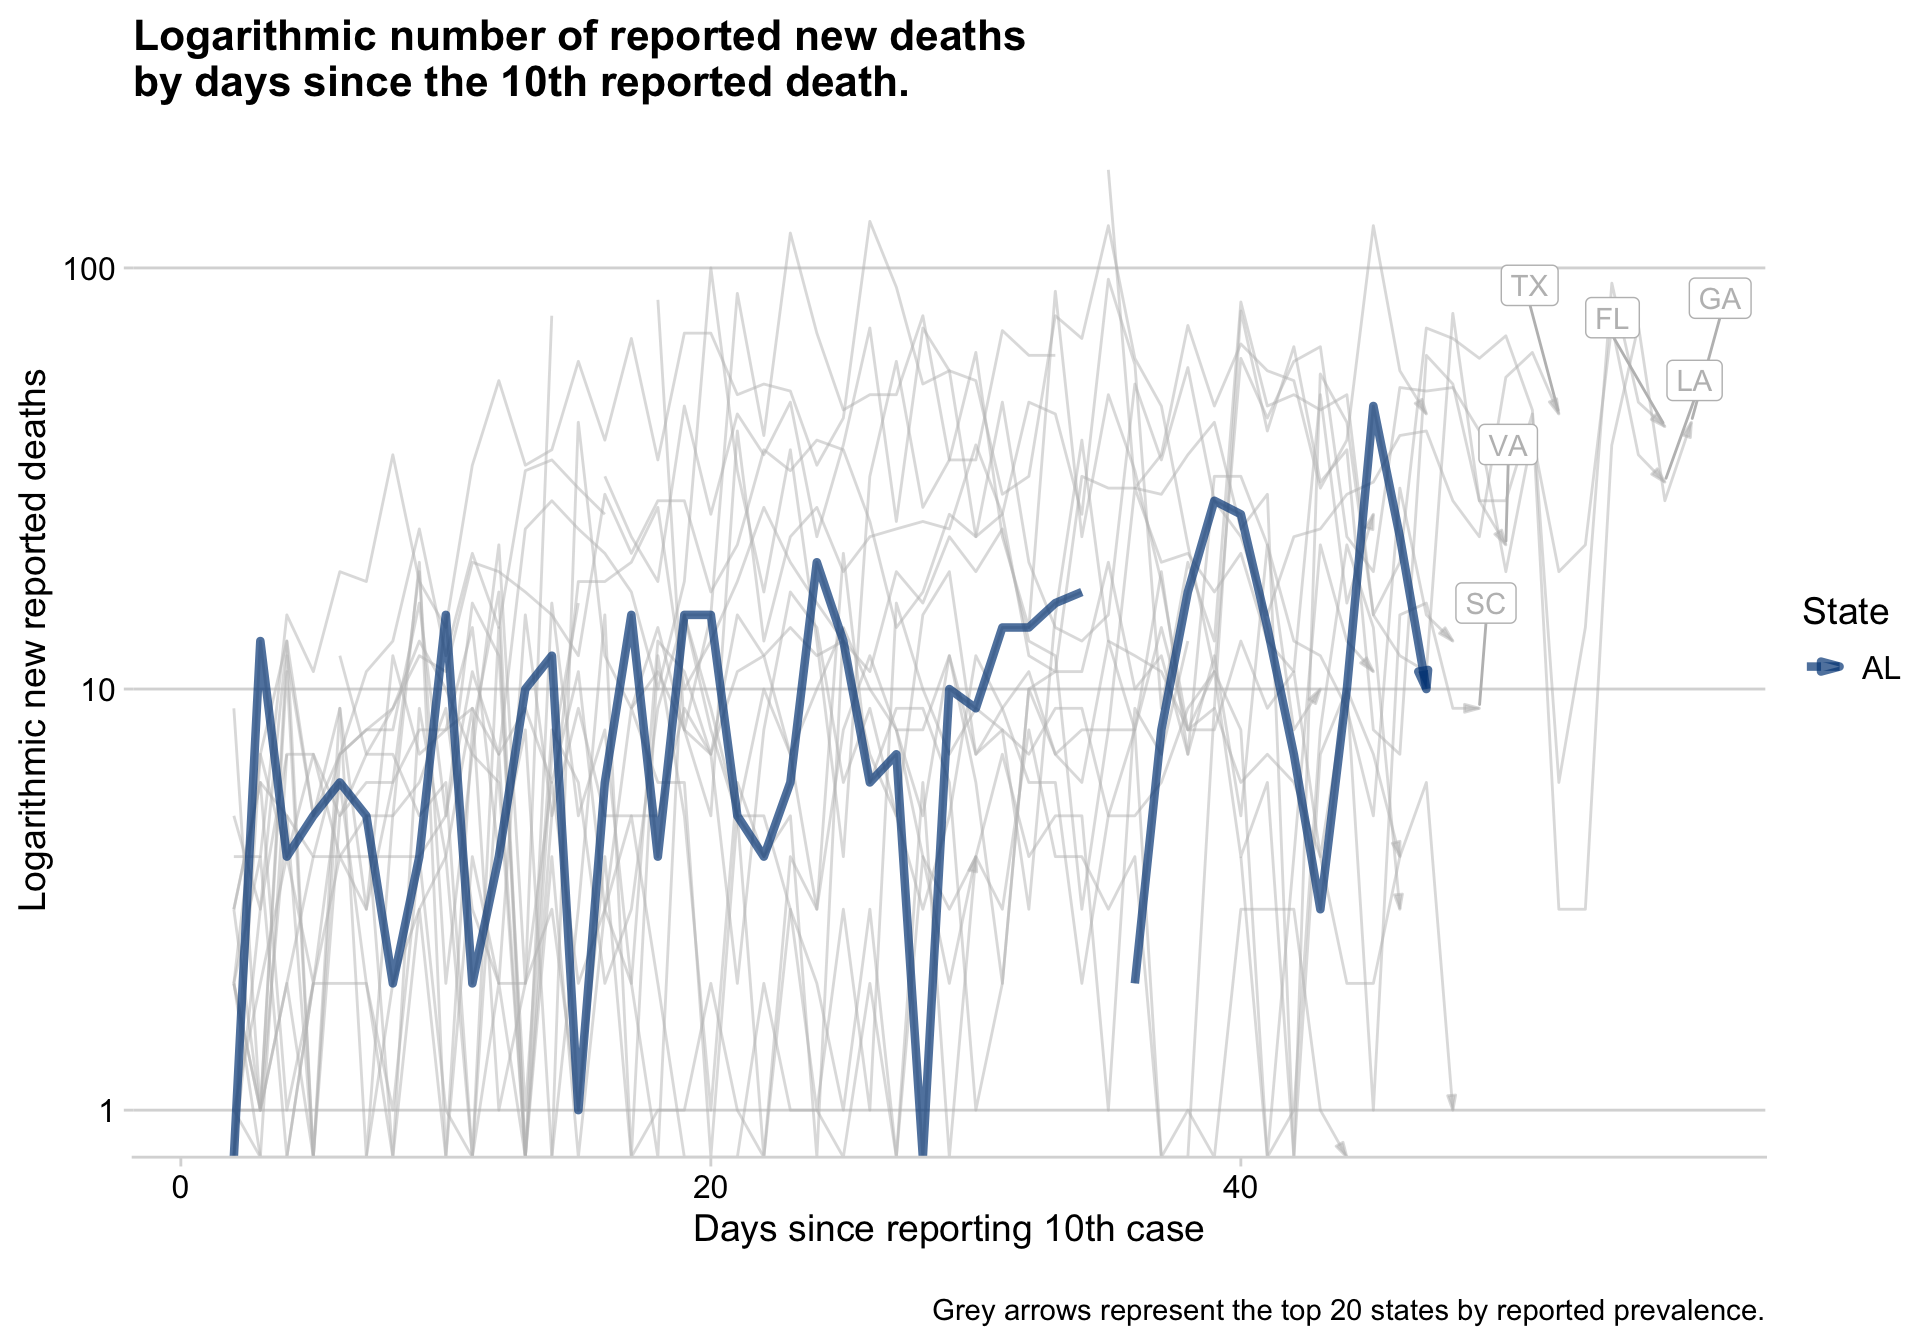 Logarithmic number of reported new deaths
by days since the 10th reported death.
Logarithmic new reported deaths
100
10
1
TX
FL
GA
LA
VA
SC
State
AL
0
20
40
Days since reporting 10th case
Grey arrows represent the top 20 states by reported prevalence.